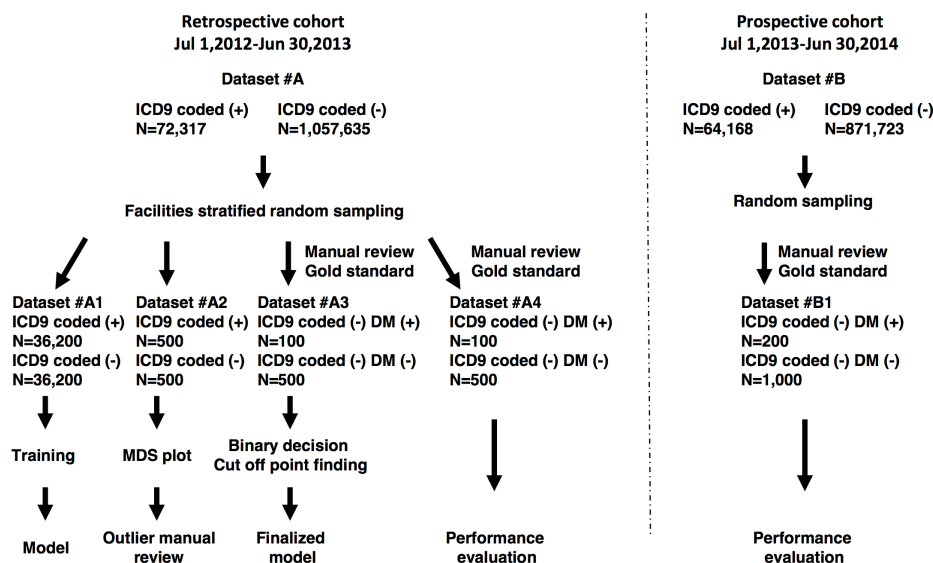 Retrospective cohort
Jul 1,2012-Jun 30,2013
Dataset #A
ICD9 coded (+)
N=72,317
ICD9 coded (-)
N=1,057,635
Facilities stratified random sampling
Manual review
Gold standard
Manual review
Gold standard
Dataset #A1
ICD9 coded (+)
N=36,200
ICD9 coded (-)
N=36,200
Training
Model
Dataset #A2
ICD9 coded (+)
N=500
ICD9 coded (-)
N=500
MDS plot
Outlier manual
review
Dataset #A3
ICD9 coded (-) DM (+)
N=100
ICD9 coded (-) DM (-)
N=500
Binary decision
Cut off point finding
Finalized
model
Dataset #A4
ICD9 coded (-) DM (+)
N=100
ICD9 coded (-) DM (-)
N=500
Performance
evaluation
Prospective cohort
Jul 1,2013-Jun 30,2014
Dataset #B
ICD9 coded (+)
N=64,168
ICD9 coded (-)
N=871,723
Random sampling
Manual review
Gold standard
Dataset #B1
ICD9 coded (-) DM (+)
N=200
ICD9 coded (-) DM (-)
N=1,000
Performance
evaluation